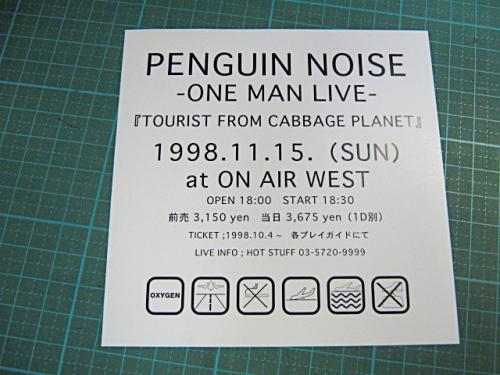 PENGUIN NOISE
-ONE MAN LIVE-
『TOURIST FROM CABBAGE PLANET』
1998.11.15.（SUN）
at ON AIR WEST
OPEN 18:00 START 18:30
前売 3,150 yen 当日 3,675 yen（1D別）
TICKET ; 1998.10.4～ 各プレイガイドにて
LIVE INFO ; HOT STUFF 03-5720-9999
OXYGEN